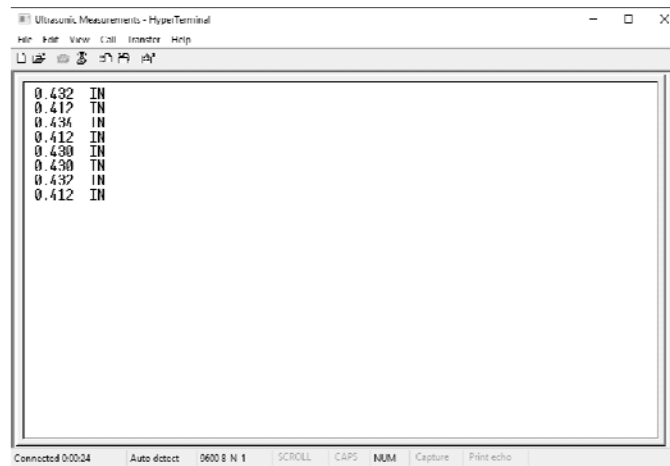 Ultrasonic Measurements - HyperTerminal
File Edit View Call Transfer Help
0.432 IN
0.412 IN
0.434 IN
0.412 IN
0.430 IN
0.430 IN
0.432 IN
0.412 IN
Connected 0:00:24 Auto detect 9600 8-N-1 SCROLL CAPS NUM Capture Print echo